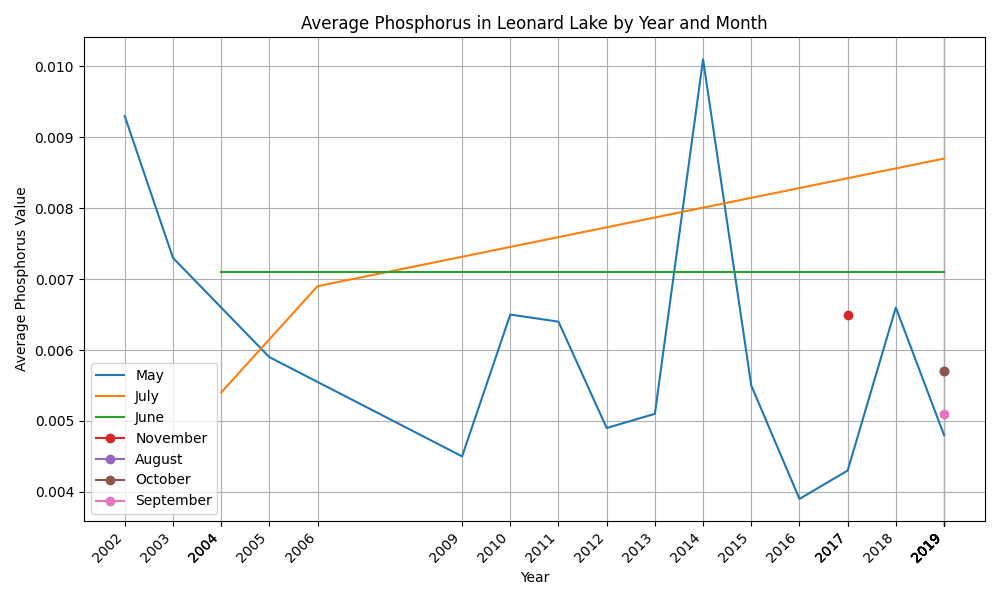 Average Phosphorus in Leonard Lake by Year and Month
Average Phosphorus Value
0.010
0.009
0.008
0.007
0.006
0.005
0.004
May
July
June
November
August
October
September
2002
2003
2004
2005
2006
2009
2010
2011
2012
2013
2014
2015
2016
2017
2018
2019
Year